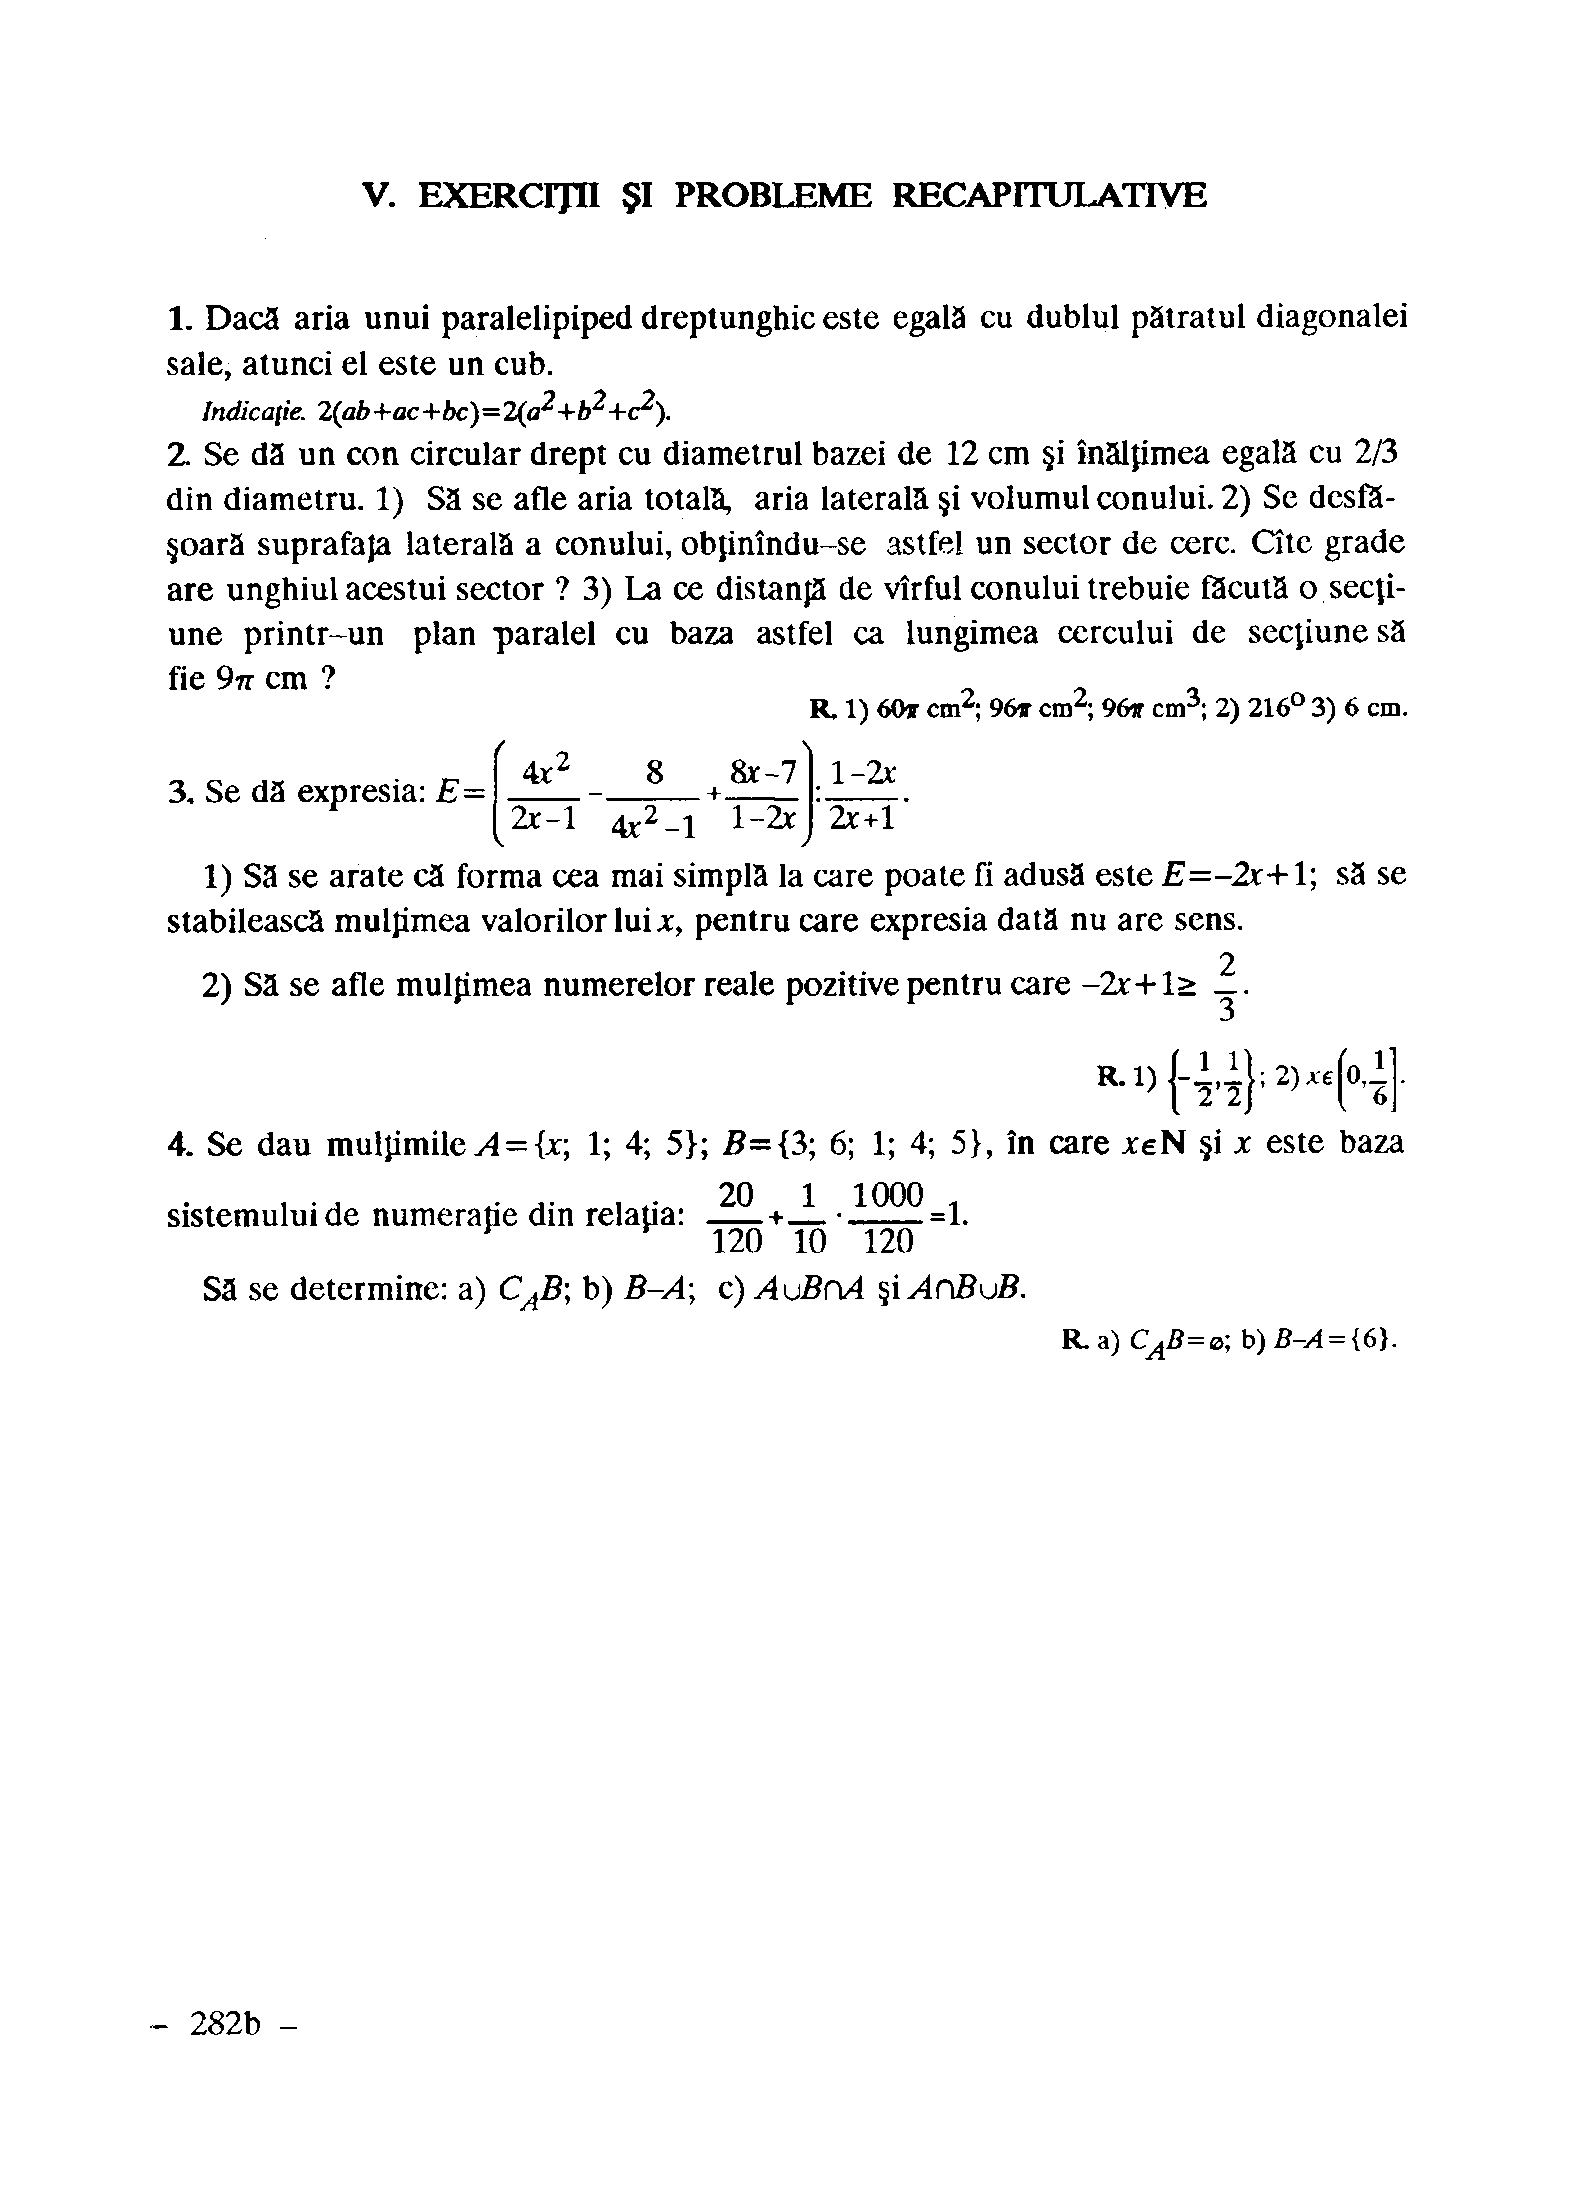 V. EXERCIŢII ŞI PROBLEME RECAPITULATIVE
1. Dacă aria unui paralelipiped dreptunghic este egală cu dublul pătratul diagonalei
sale, atunci el este un cub.
Indicaţie. 2(ab+ac+bc)=2(a²+b²+c²).
2. Se dă un con circular drept cu diametrul bazei de 12 cm şi înălţimea egală cu 2/3
din diametru. 1) Să se afle aria totală, aria laterală şi volumul conului. 2) Se desfă-
şoară suprafaţa laterală a conului, obţinîndu-se astfel un sector de cerc. Cîte grade
are unghiul acestui sector ? 3) La ce distanţă de vîrful conului trebuie făcută o secţi-
une printr-un plan paralel cu baza astfel ca lungimea cercului de secţiune să
fie 9π cm ?
R. 1) 60π cm²; 96π cm²; 96π cm³; 2) 216° 3) 6 cm.
3. Se dă expresia: E=(4x²/(2x-1) - 8/(4x²-1) + (8x-7)/(1-2x)) : (1-2x)/(2x+1).
1) Să se arate că forma cea mai simplă la care poate fi adusă este E=-2x+1; să se
stabilească mulţimea valorilor lui x, pentru care expresia dată nu are sens.
2) Să se afle mulţimea numerelor reale pozitive pentru care -2x+1≥ 2/3.
R. 1) {-1/2, 1/2}; 2) x∈(0, 1/6].
4. Se dau mulţimile A={x; 1; 4; 5}; B={3; 6; 1; 4; 5}, în care x∈N şi x este baza
sistemului de numeraţie din relaţia: 20/120 + 1/10 · 1000/120 =1.
Să se determine: a) C_AB; b) B-A; c) A∪B∩A şi A∩B∪B.
R. a) C_AB=ø; b) B-A={6}.
- 282b -